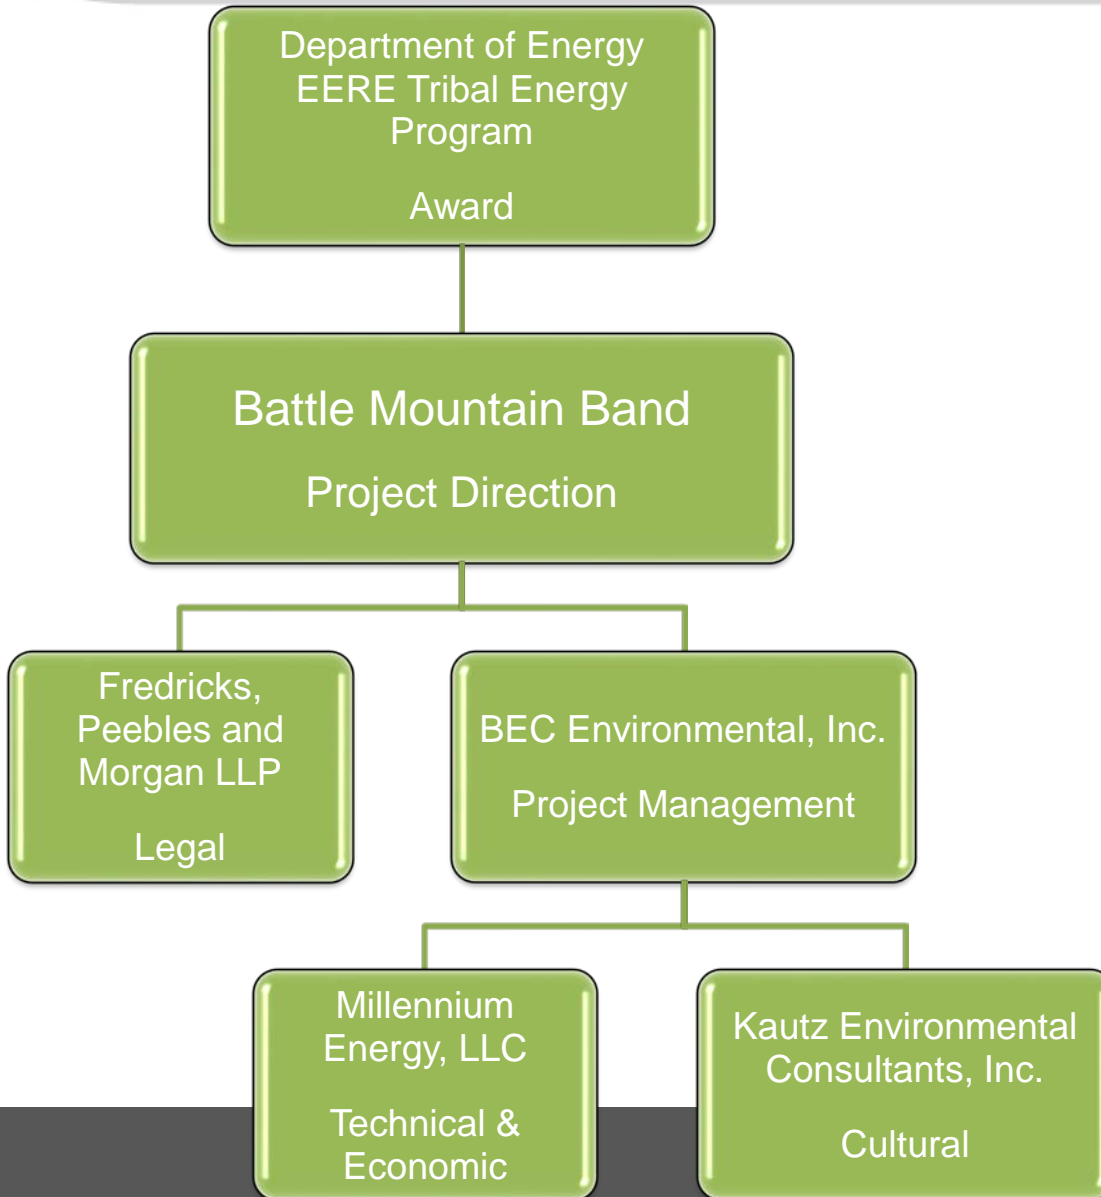 Department of Energy
EERE Tribal Energy
Program
Award
Battle Mountain Band
Project Direction
Fredricks,
Peebles and
Morgan LLP
Legal
BEC Environmental, Inc.
Project Management
Millennium
Energy, LLC
Technical &
Economic
Kautz Environmental
Consultants, Inc.
Cultural